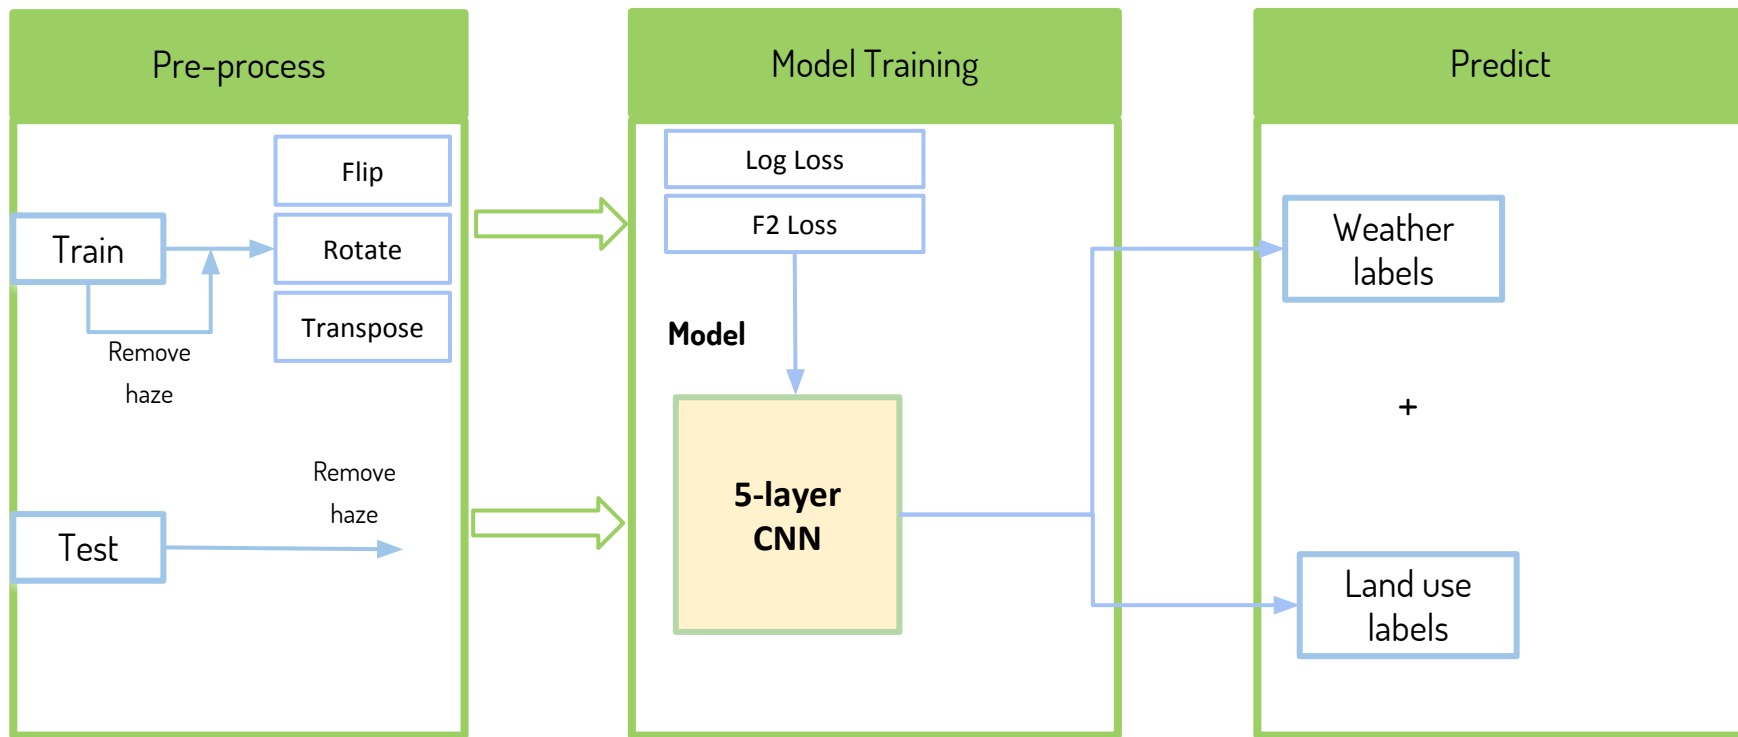 Pre-process
Flip
Train
Rotate
Transpose
Remove
haze
Remove
haze
Test
Model Training
Log Loss
F2 Loss
Model
5-layer
CNN
Predict
Weather
labels
+
Land use
labels